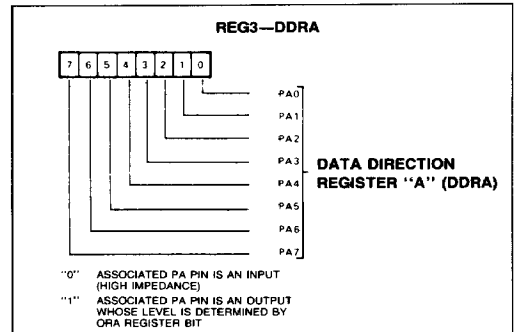 REG3—DDRA
7 6 5 4 3 2 1 0
PA0
PA1
PA2
PA3
PA4
PA5
PA6
PA7
DATA DIRECTION
REGISTER "A" (DDRA)
"0" ASSOCIATED PA PIN IS AN INPUT
(HIGH IMPEDANCE)
"1" ASSOCIATED PA PIN IS AN OUTPUT
WHOSE LEVEL IS DETERMINED BY
ORA REGISTER BIT